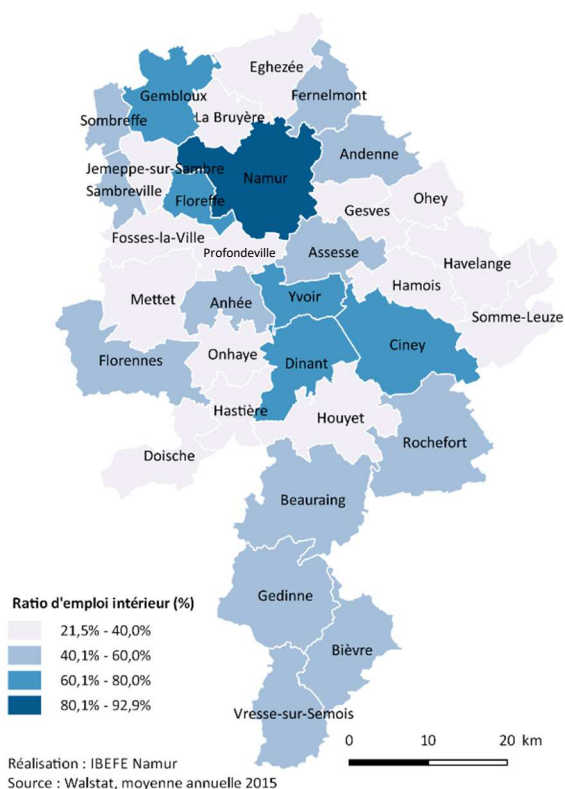 Eghezée
Gembloux
Fernelmont
La Bruyère
Sombreffe
Andenne
Jemeppe-sur-Sambre
Namur
Sambreville
Floreffe
Ohey
Gesves
Fosses-la-Ville
Profondeville
Assesse
Havelange
Hamois
Mettet
Anhée
Yvoir
Somme-Leuze
Florennes
Onhaye
Dinant
Ciney
Hastière
Houyet
Rochefort
Doische
Beauraing
Gedinne
Bièvre
Vresse-sur-Semois
Ratio d'emploi intérieur (%)
21,5% - 40,0%
40,1% - 60,0%
60,1% - 80,0%
80,1% - 92,9%
0 10 20 km
Réalisation : IBEFE Namur
Source : Walstat, moyenne annuelle 2015